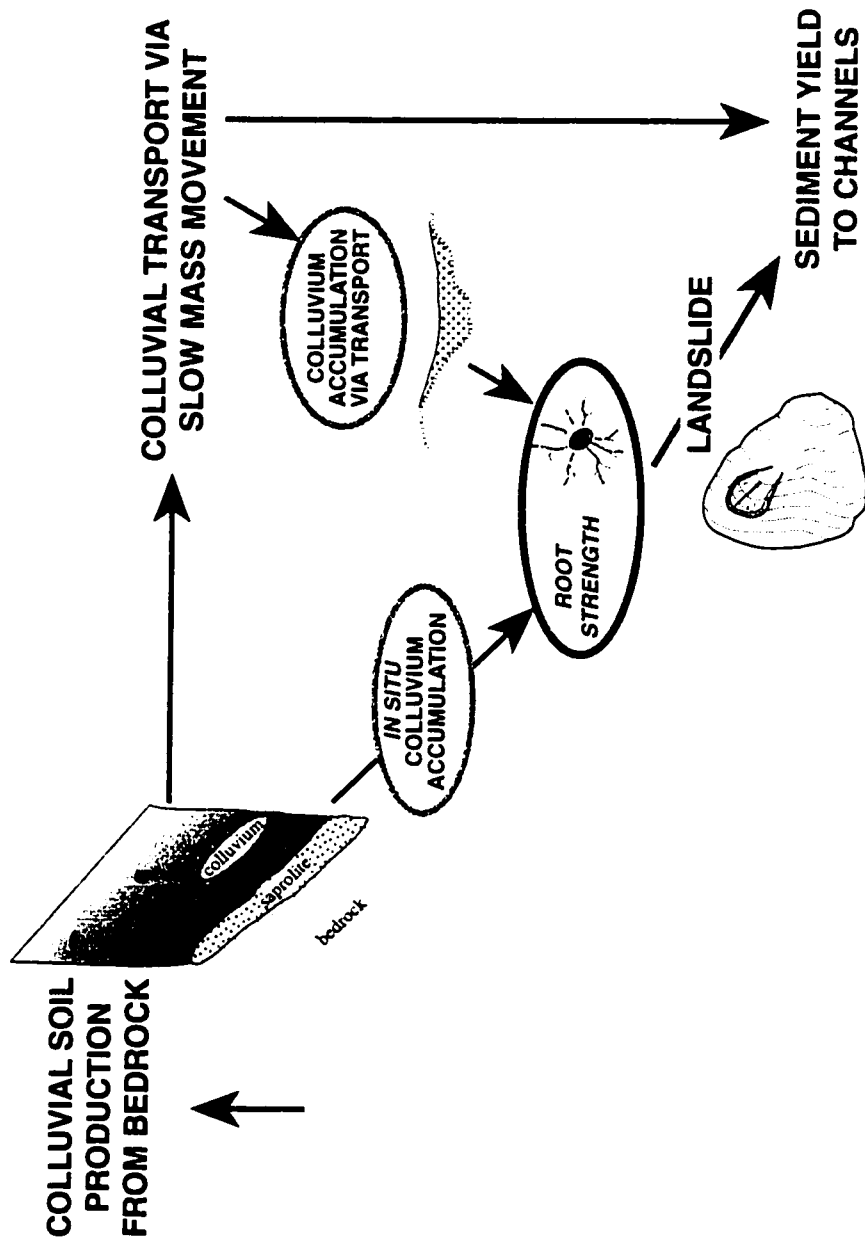 COLLUVIAL SOIL
PRODUCTION
FROM BEDROCK
colluvium
saprolite
bedrock
COLLUVIAL TRANSPORT VIA
SLOW MASS MOVEMENT
IN SITU
COLLUVIUM
ACCUMULATION
COLLUVIUM
ACCUMULATION
VIA TRANSPORT
ROOT
STRENGTH
LANDSLIDE
SEDIMENT YIELD
TO CHANNELS